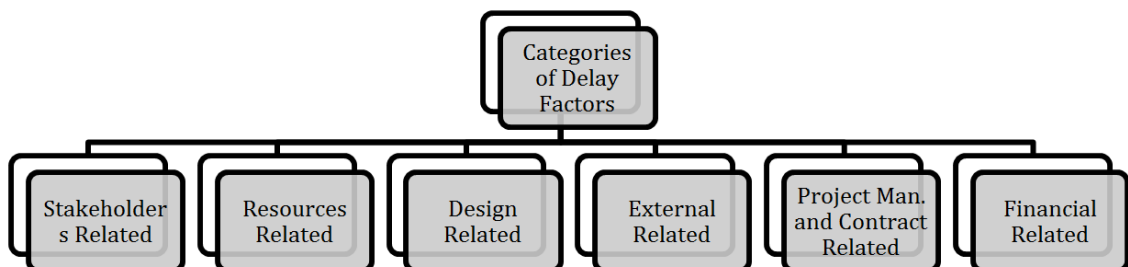 Categories
of Delay
Factors
Stakeholder
s Related
Resources
Related
Design
Related
External
Related
Project Man.
and Contract
Related
Financial
Related